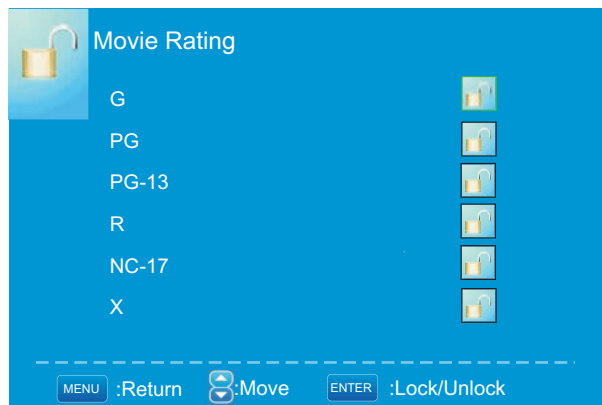 Movie Rating
G
PG
PG-13
R
NC-17
X
MENU :Return :Move ENTER :Lock/Unlock